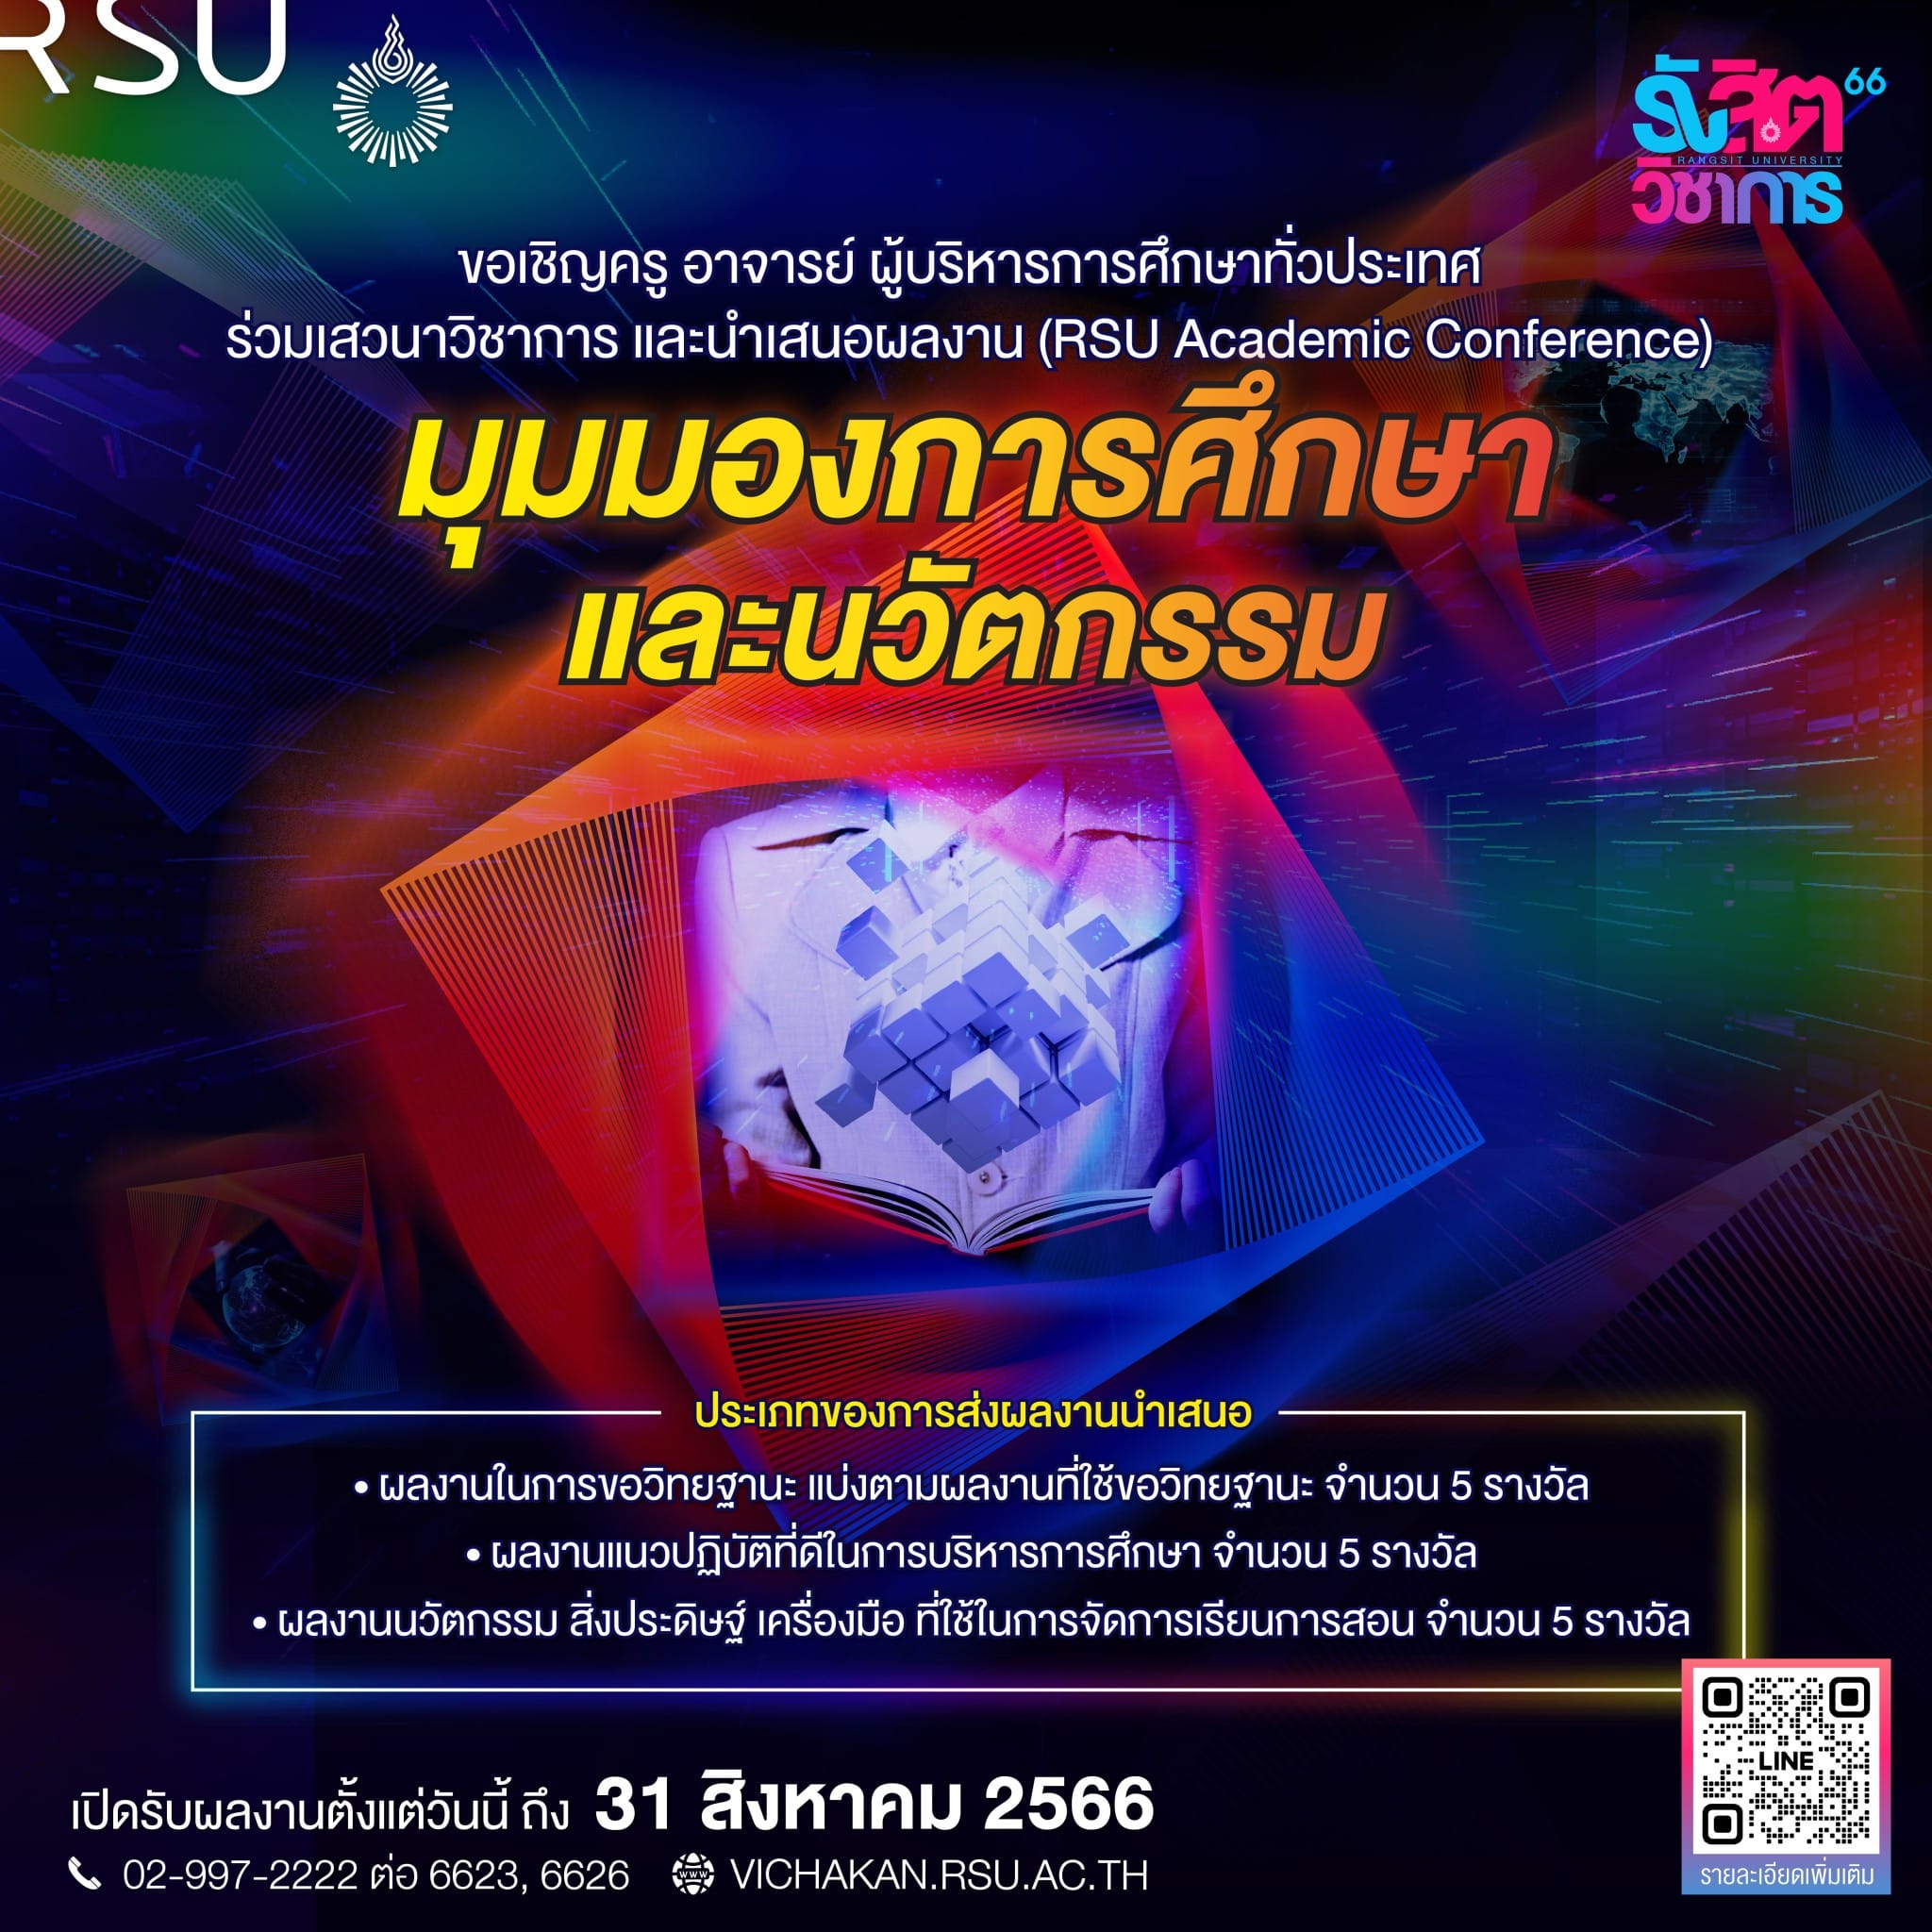 RSU
รังสิต 66
RANGSIT UNIVERSITY
วิชาการ
ขอเชิญครู อาจารย์ ผู้บริหารการศึกษาทั่วประเทศ
ร่วมเสวนาวิชาการ และนำเสนอผลงาน (RSU Academic Conference)
มุมมองการศึกษา
และนวัตกรรม
ประเภทของการส่งผลงานนำเสนอ
• ผลงานในการขอวิทยฐานะ แบ่งตามผลงานที่ใช้ขอวิทยฐานะ จำนวน 5 รางวัล
• ผลงานแนวปฏิบัติที่ดีในการบริหารการศึกษา จำนวน 5 รางวัล
• ผลงานนวัตกรรม สิ่งประดิษฐ์ เครื่องมือ ที่ใช้ในการจัดการเรียนการสอน จำนวน 5 รางวัล
LINE
รายละเอียดเพิ่มเติม
เปิดรับผลงานตั้งแต่วันนี้ ถึง 31 สิงหาคม 2566
02-997-2222 ต่อ 6623, 6626 www VICHAKAN.RSU.AC.TH